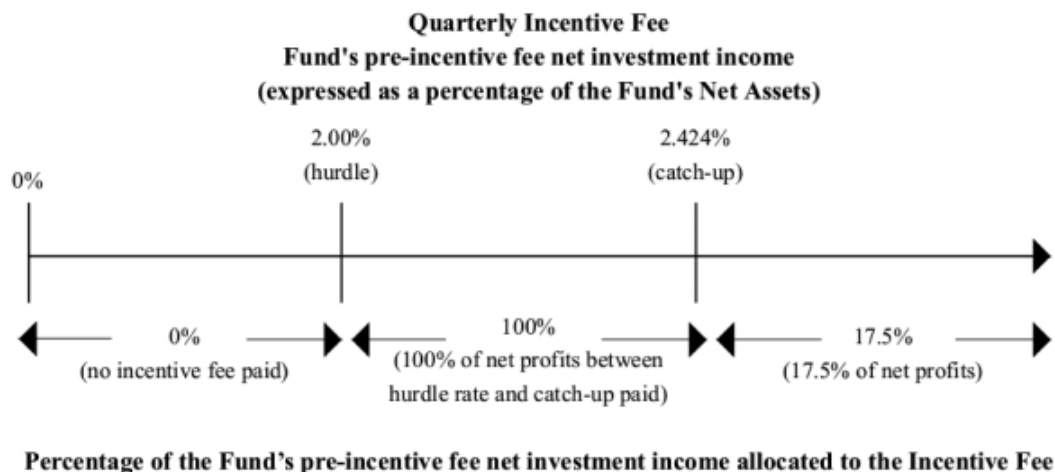 Quarterly Incentive Fee
Fund's pre-incentive fee net investment income
(expressed as a percentage of the Fund's Net Assets)
2.00%
(hurdle)
2.424%
(catch-up)
0%
0%
(no incentive fee paid)
100%
(100% of net profits between
hurdle rate and catch-up paid)
17.5%
(17.5% of net profits)
Percentage of the Fund’s pre-incentive fee net investment income allocated to the Incentive Fee